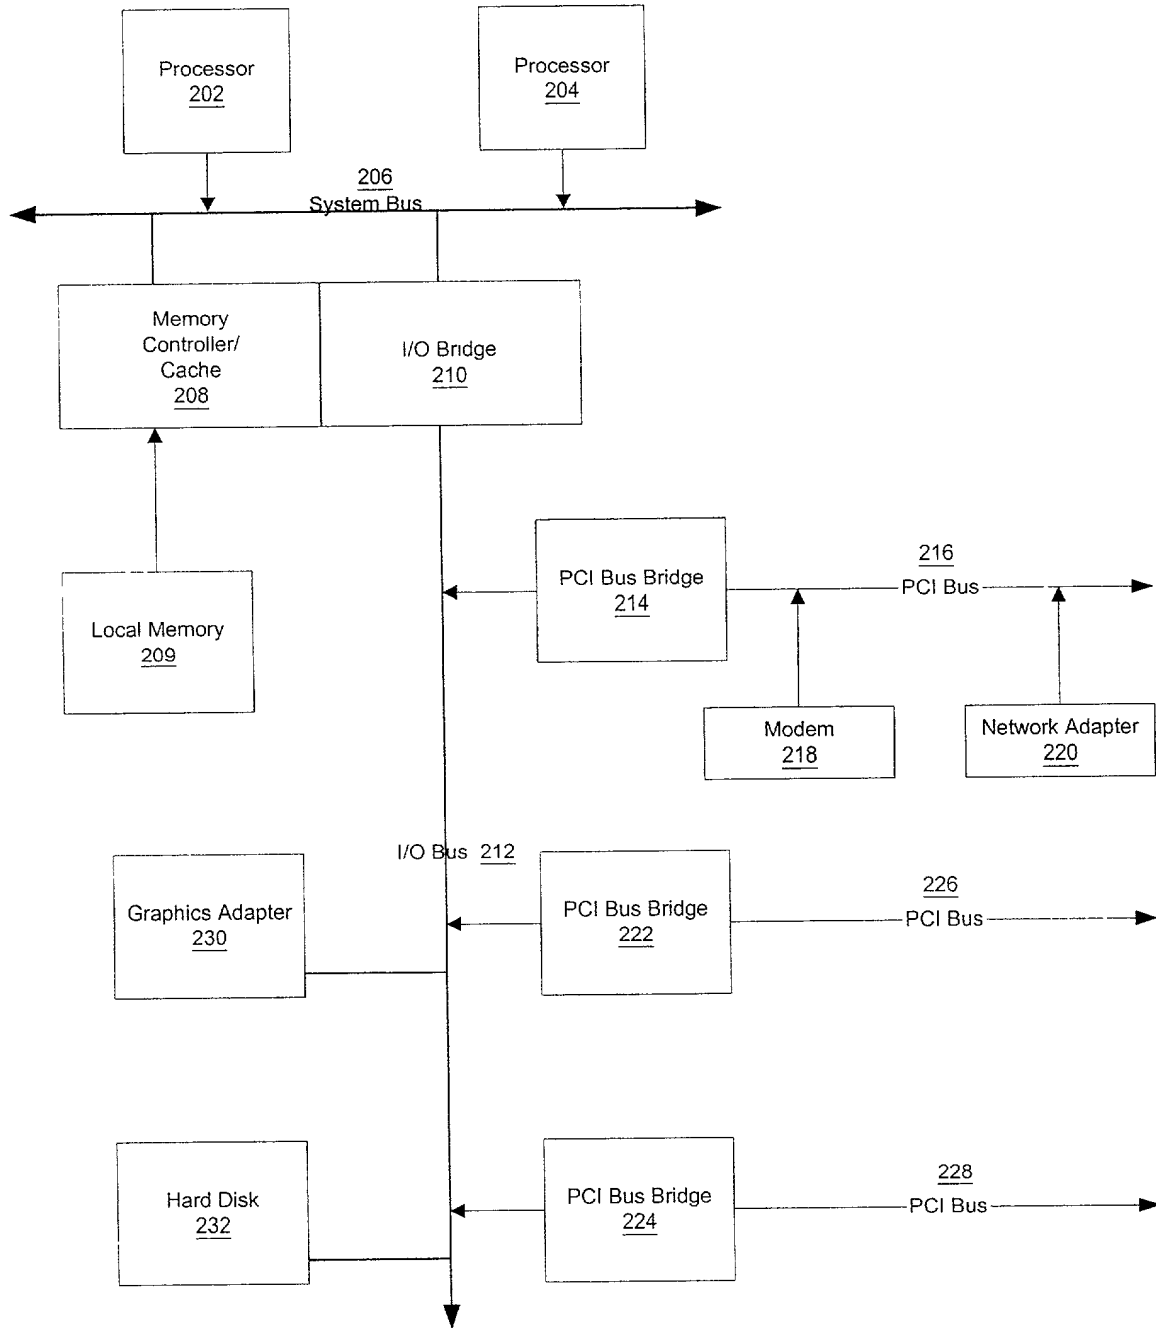 Processor
202
Processor
204
206
System Bus
Memory
Controller/
Cache
208
I/O Bridge
210
PCI Bus Bridge
214
216
PCI Bus
Local Memory
209
Modem
218
Network Adapter
220
I/O Bus 212
Graphics Adapter
230
PCI Bus Bridge
222
226
PCI Bus
Hard Disk
232
PCI Bus Bridge
224
228
PCI Bus